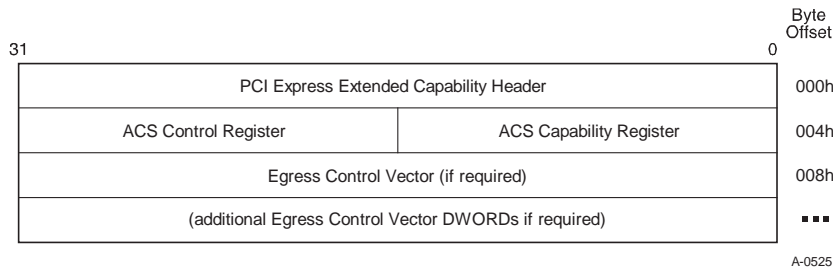 Byte
Offset
31 0
PCI Express Extended Capability Header 000h
ACS Control Register ACS Capability Register 004h
Egress Control Vector (if required) 008h
(additional Egress Control Vector DWORDs if required) ...
A-0525